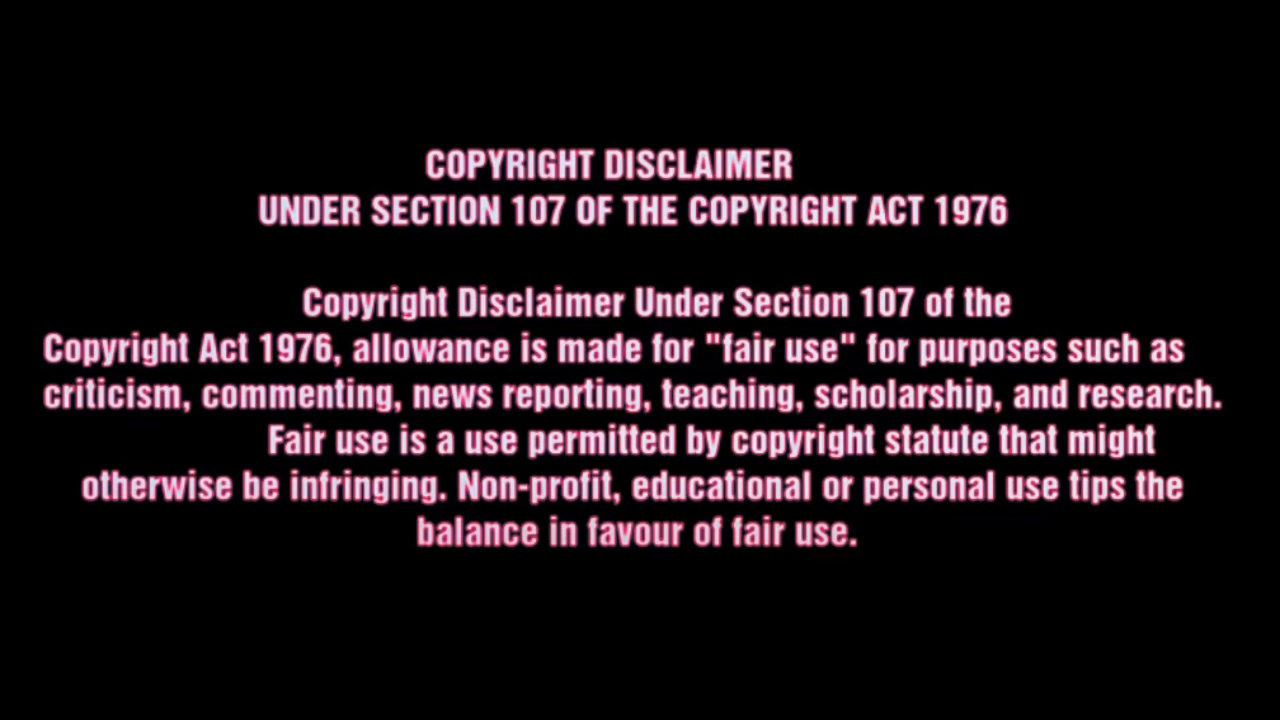 COPYRIGHT DISCLAIMER
UNDER SECTION 107 OF THE COPYRIGHT ACT 1976
Copyright Disclaimer Under Section 107 of the
Copyright Act 1976, allowance is made for "fair use" for purposes such as
criticism, commenting, news reporting, teaching, scholarship, and research.
Fair use is a use permitted by copyright statute that might
otherwise be infringing. Non-profit, educational or personal use tips the
balance in favour of fair use.